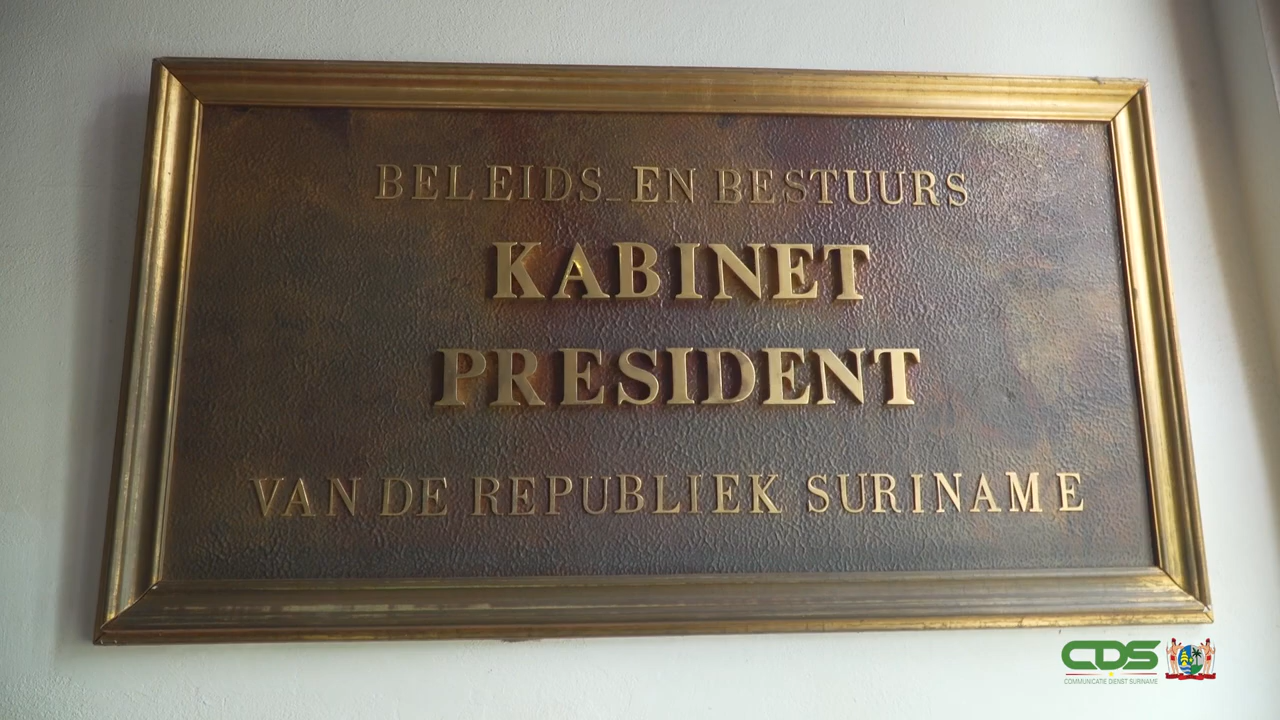 BELEIDS_EN BESTUURS
KABINET
PRESIDENT
VAN DE REPUBLIEK SURINAME
CDS
COMMUNICATIE DIENST SURINAME